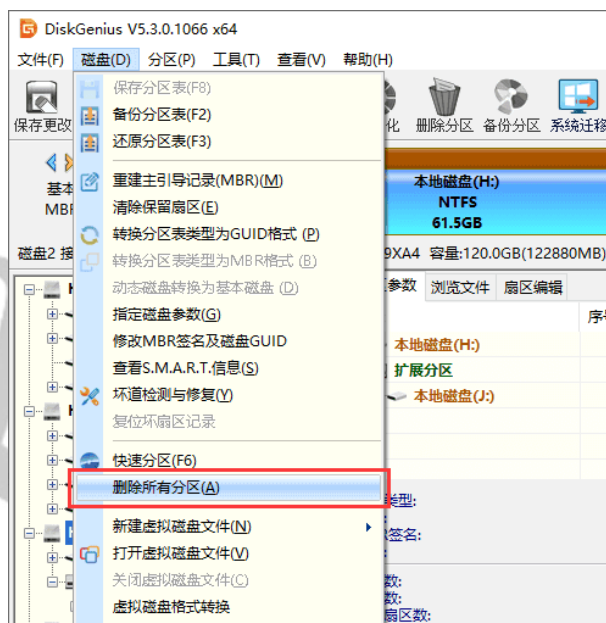 DiskGenius V5.3.0.1066 x64
文件(F) 磁盘(D) 分区(P) 工具(T) 查看(V) 帮助(H)
保存更改
化 删除分区 备份分区 系统迁移
保存分区表(F8)
备份分区表(F2)
还原分区表(F3)
重建主引导记录(MBR)(M)
清除保留扇区(E)
转换分区表类型为GUID格式 (P)
转换分区表类型为MBR格式 (B)
动态磁盘转换为基本磁盘 (D)
指定磁盘参数(G)
修改MBR签名及磁盘GUID
查看S.M.A.R.T.信息(S)
坏道检测与修复(Y)
复位坏扇区记录
快速分区(F6)
删除所有分区(A)
新建虚拟磁盘文件(N)
打开虚拟磁盘文件(V)
关闭虚拟磁盘文件(C)
虚拟磁盘格式转换
基本
MBR
本地磁盘(H:)
NTFS
61.5GB
磁盘2 接
9XA4 容量:120.0GB(122880MB)
参数 浏览文件 扇区编辑
序号
本地磁盘(H:)
扩展分区
本地磁盘(J:)
类型:
签名:
数:
数:
扇区数: